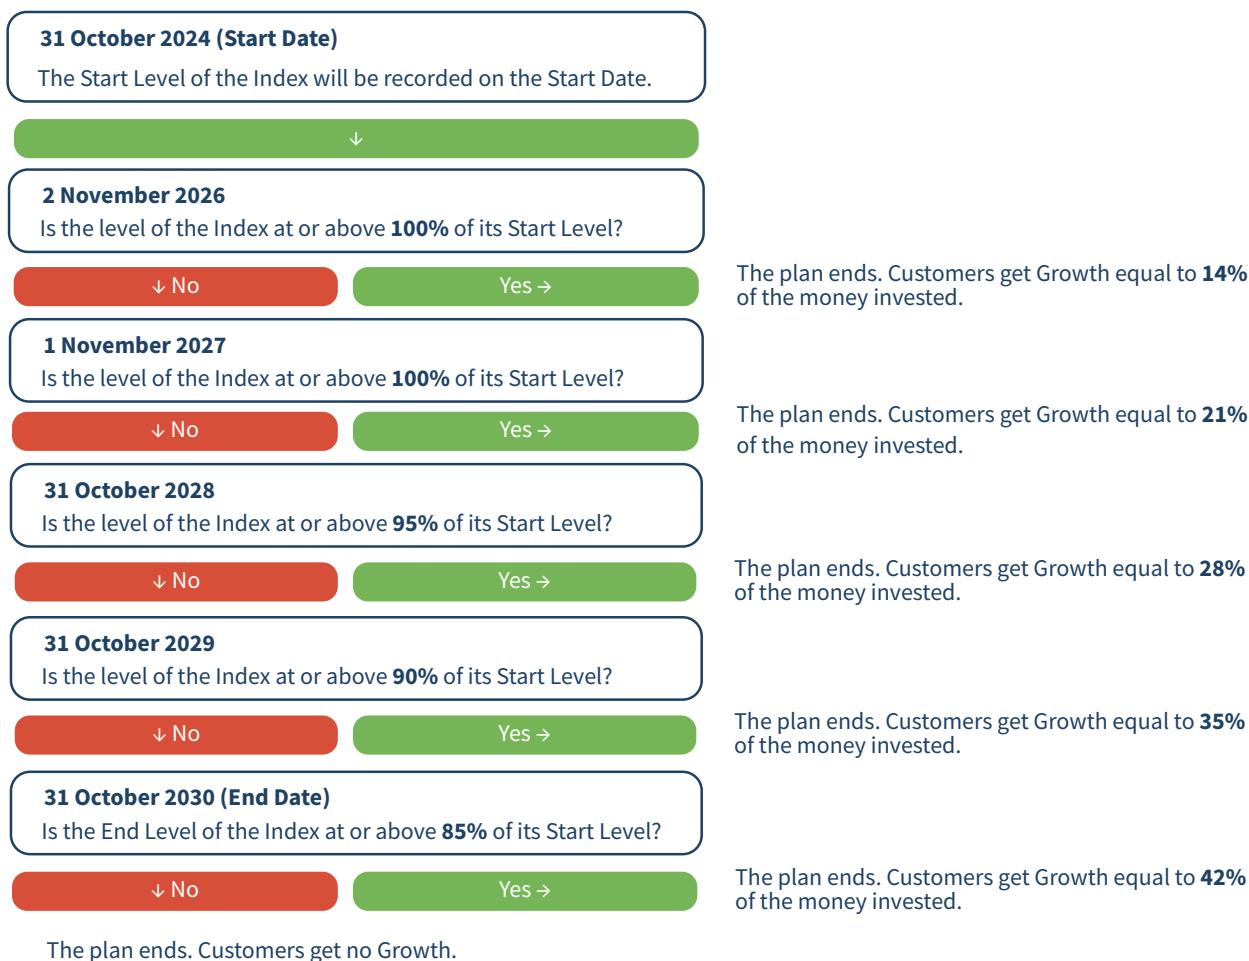 31 October 2024 (Start Date)
The Start Level of the Index will be recorded on the Start Date.
↓
2 November 2026
Is the level of the Index at or above 100% of its Start Level?
↓ No
Yes →
The plan ends. Customers get Growth equal to 14%
of the money invested.
1 November 2027
Is the level of the Index at or above 100% of its Start Level?
↓ No
Yes →
The plan ends. Customers get Growth equal to 21%
of the money invested.
31 October 2028
Is the level of the Index at or above 95% of its Start Level?
↓ No
Yes →
The plan ends. Customers get Growth equal to 28%
of the money invested.
31 October 2029
Is the level of the Index at or above 90% of its Start Level?
↓ No
Yes →
The plan ends. Customers get Growth equal to 35%
of the money invested.
31 October 2030 (End Date)
Is the End Level of the Index at or above 85% of its Start Level?
↓ No
Yes →
The plan ends. Customers get Growth equal to 42%
of the money invested.
The plan ends. Customers get no Growth.